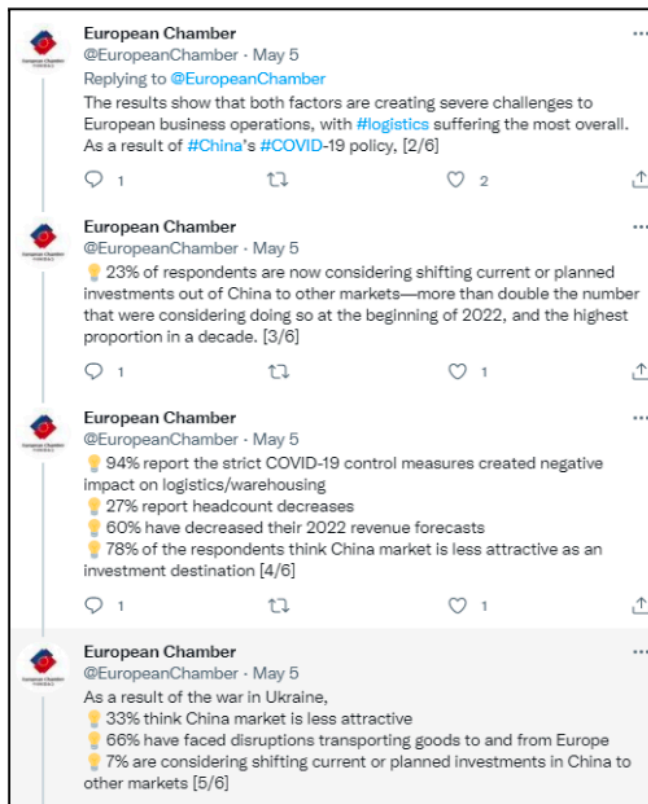 European Chamber
@EuropeanChamber · May 5
Replying to @EuropeanChamber
The results show that both factors are creating severe challenges to
European business operations, with #logistics suffering the most overall.
As a result of #China's #COVID-19 policy, [2/6]
1 2
European Chamber
@EuropeanChamber · May 5
💡23% of respondents are now considering shifting current or planned
investments out of China to other markets—more than double the number
that were considering doing so at the beginning of 2022, and the highest
proportion in a decade. [3/6]
1 1
European Chamber
@EuropeanChamber · May 5
💡94% report the strict COVID-19 control measures created negative
impact on logistics/warehousing
💡27% report headcount decreases
💡60% have decreased their 2022 revenue forecasts
💡78% of the respondents think China market is less attractive as an
investment destination [4/6]
1 1
European Chamber
@EuropeanChamber · May 5
As a result of the war in Ukraine,
💡33% think China market is less attractive
💡66% have faced disruptions transporting goods to and from Europe
💡7% are considering shifting current or planned investments in China to
other markets [5/6]